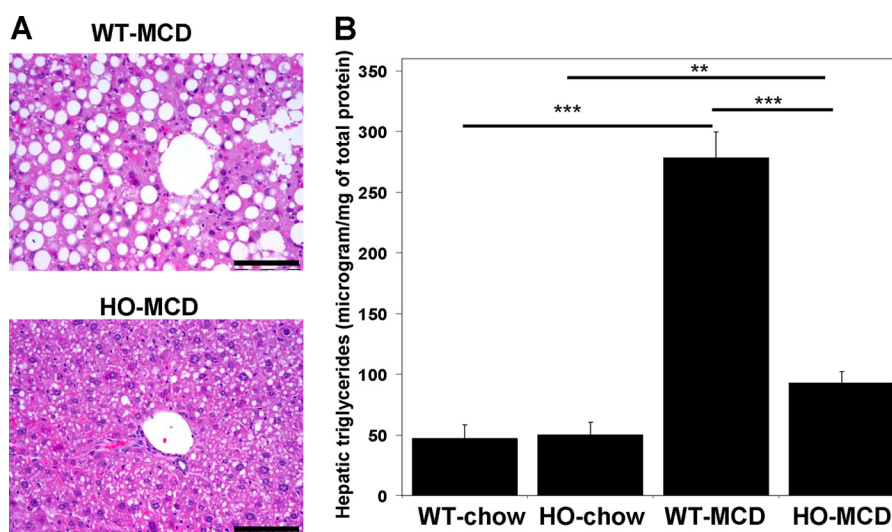 A
WT-MCD
HO-MCD
B
Hepatic triglycerides (microgram/mg of total protein)
350
300
250
200
150
100
50
0
**
***
***
WT-chow
HO-chow
WT-MCD
HO-MCD